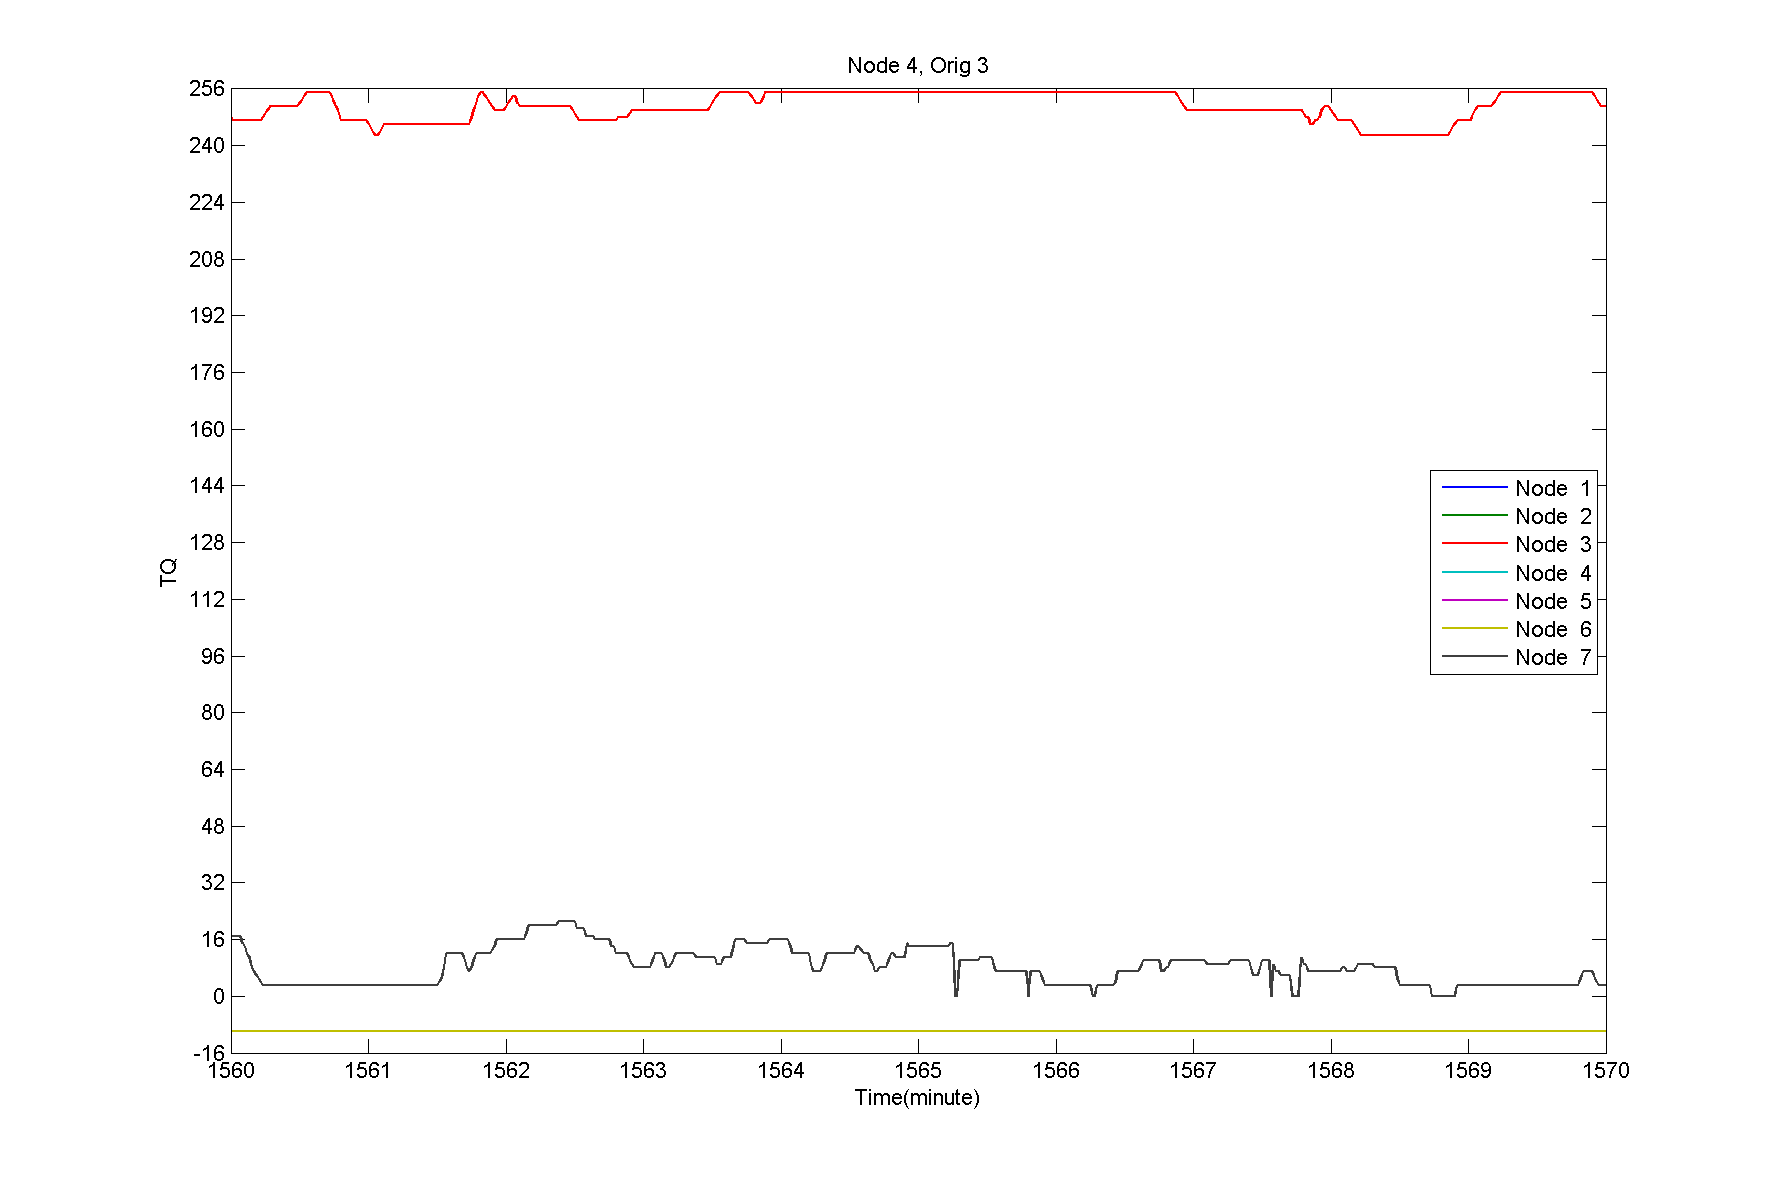 Node 4, Orig 3
256
240
224
208
192
176
160
144
128
112
96
80
64
48
32
16
0
-16
TQ
Node 1
Node 2
Node 3
Node 4
Node 5
Node 6
Node 7
1560 1561 1562 1563 1564 1565 1566 1567 1568 1569 1570
Time(minute)